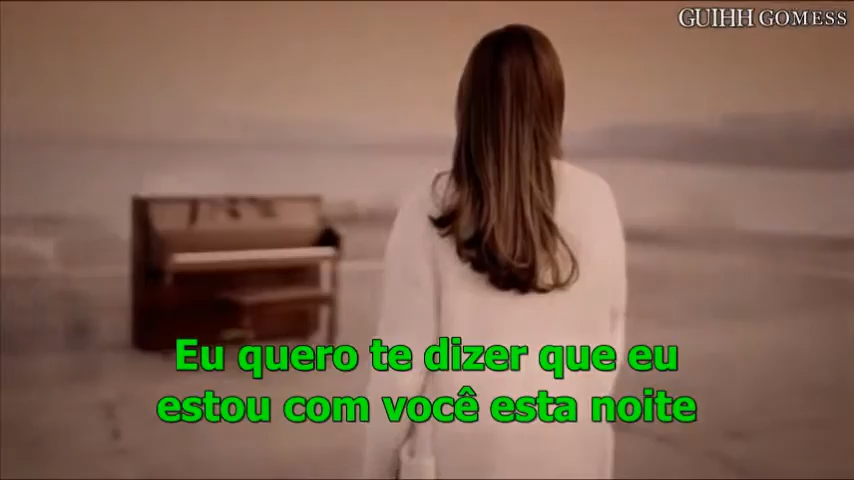 GUIHH GOMESS
Eu quero te dizer que eu
estou com você esta noite